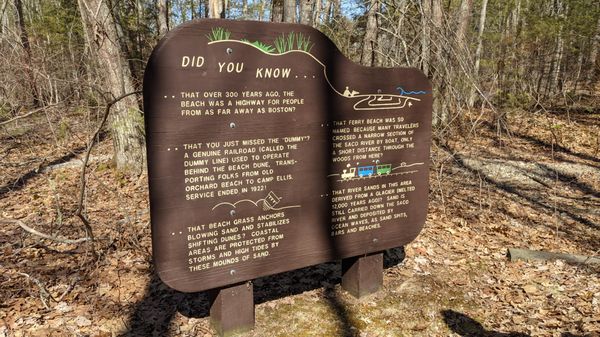 DID YOU KNOW...
.. THAT OVER 300 YEARS AGO, THE
BEACH WAS A HIGHWAY FOR PEOPLE
FROM AS FAR AWAY AS BOSTON?
.. THAT YOU JUST MISSED THE "DUMMY"?
A GENUINE RAILROAD (CALLED THE
DUMMY LINE) USED TO OPERATE
BEHIND THE BEACH DUNE, TRANS-
PORTING FOLKS FROM OLD
ORCHARD BEACH TO CAMP ELLIS.
SERVICE ENDED IN 1922!
.. THAT BEACH GRASS ANCHORS
BLOWING SAND AND STABILIZES
SHIFTING DUNES? COASTAL
AREAS ARE PROTECTED FROM
STORMS AND HIGH TIDES BY
THESE MOUNDS OF SAND.
.. THAT FERRY BEACH WAS SO
NAMED BECAUSE MANY TRAVELERS
CROSSED A NARROW SECTION OF
THE SACO RIVER BY BOAT, ONLY
A SHORT DISTANCE THROUGH THE
WOODS FROM HERE?
.. THAT RIVER SANDS IN THIS AREA
DERIVED FROM A GLACIER MELTED
12,000 YEARS AGO? SAND IS
STILL CARRIED DOWN THE SACO
RIVER AND DEPOSITED BY
OCEAN WAVES, AS SAND SPITS,
BARS AND BEACHES.